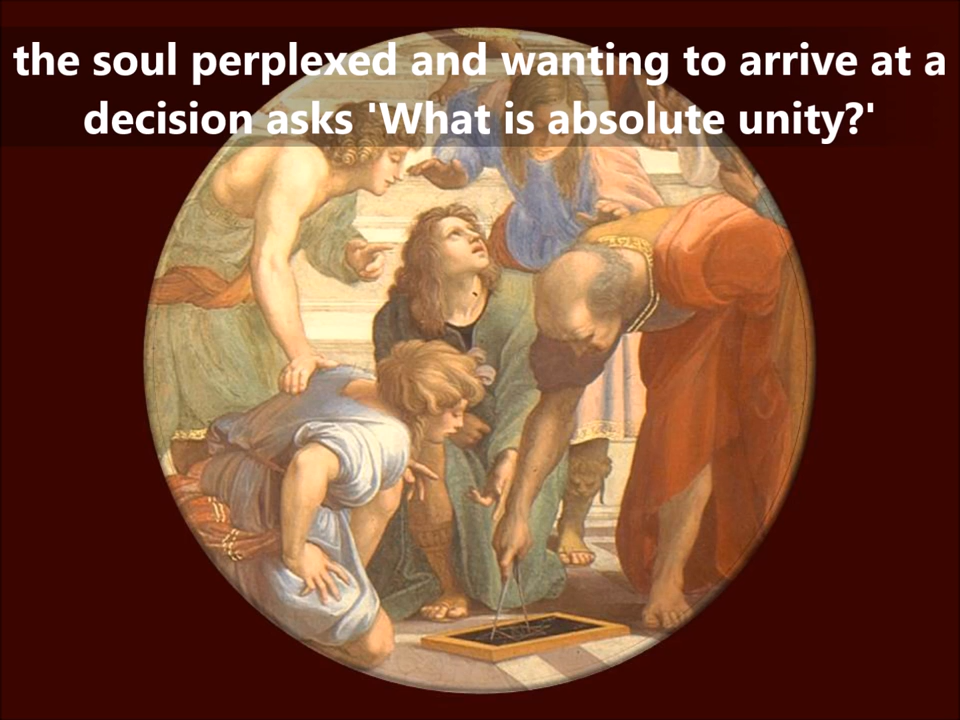 the soul perplexed and wanting to arrive at a
decision asks 'What is absolute unity?'